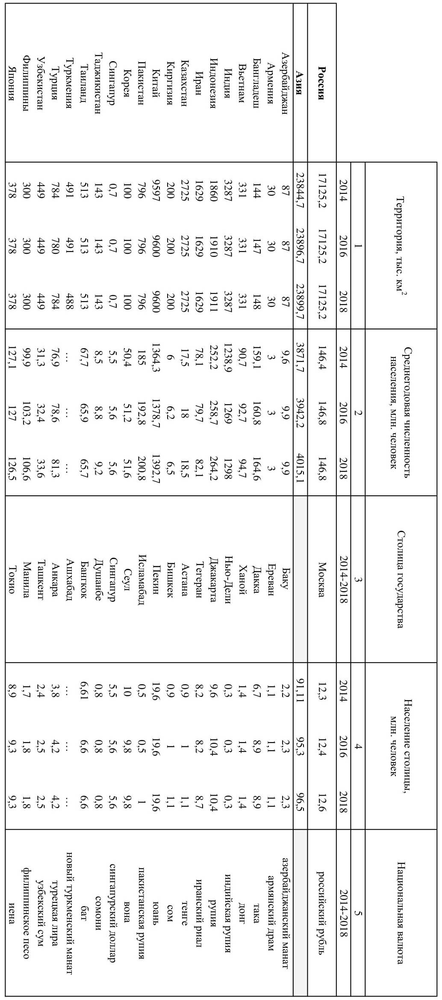 Территория, тыс. км² Среднегодовая численность населения, млн. человек Столица государства Население столицы, млн. человек Национальная валюта
1 2 3 4 5
2014 2016 2018 2014 2016 2018 2014-2018 2014 2016 2018 2014-2018
Россия 17125,2 17125,2 17125,2 146,4 146,8 146,8 Москва 12,3 12,4 12,6 российский рубль
Азия 23844,7 23896,7 23899,7 3871,7 3942,2 4015,1 91,11 95,3 96,5
Азербайджан 87 87 87 9,6 9,9 9,9 Баку 2,2 2,3 2,3 азербайджанский манат
Армения 30 30 30 3 3 3 Ереван 1,1 1,1 1,1 армянский драм
Бангладеш 144 147 148 159,1 160,8 164,6 Дакка 6,7 8,9 8,9 така
Вьетнам 331 331 331 90,7 92,7 94,7 Ханой 1,4 1,4 1,4 донг
Индия 3287 3287 3287 1238,9 1269 1298 Нью-Дели 0,3 0,3 0,3 индийская рупия
Индонезия 1860 1910 1911 252,2 258,7 264,2 Джакарта 9,6 10,4 10,4 рупия
Иран 1629 1629 1629 78,1 79,7 82,1 Тегеран 8,2 8,2 8,7 иранский риал
Казахстан 2725 2725 2725 17,5 18 18,5 Астана 0,9 1 1,1 тенге
Киргизия 200 200 200 6 6,2 6,5 Бишкек 0,9 1 1,1 сом
Китай 9597 9600 9600 1364,3 1378,7 1392,7 Пекин 19,6 19,6 19,6 юань
Пакистан 796 796 796 185 192,8 200,8 Исламабад 0,5 0,5 1 пакистанская рупия
Корея 100 100 100 50,4 51,2 51,6 Сеул 10 9,8 9,8 вона
Сингапур 0,7 0,7 0,7 5,5 5,6 5,6 Сингапур 5,5 5,6 5,6 сингапурский доллар
Таджикистан 143 143 143 8,5 8,8 9,2 Душанбе 0,8 0,8 0,8 сомони
Таиланд 513 513 513 67,7 65,9 65,7 Бангкок 6,61 6,6 6,6 бат
Туркмения 491 491 488 … … … Ашхабад … … … новый туркменский манат
Турция 784 780 784 76,9 78,6 81,3 Анкара 3,8 4,2 4,2 турецкая лира
Узбекистан 449 449 449 31,3 32,4 33,6 Ташкент 2,4 2,5 2,5 узбекский сум
Филиппины 300 300 300 99,9 103,2 106,6 Манила 1,7 1,8 1,8 филиппинское песо
Япония 378 378 378 127,1 127 126,5 Токио 8,9 9,3 9,3 иена